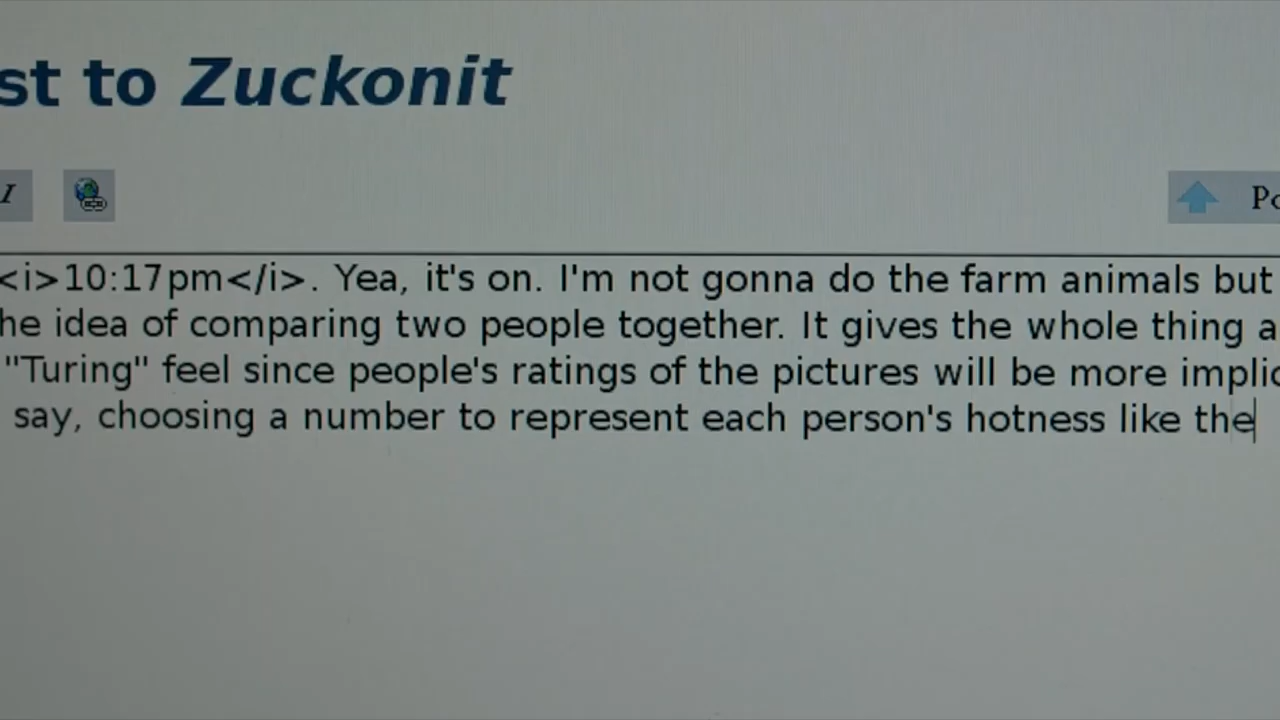 st to Zuckonit
I
Po
<i>10:17pm</i>. Yea, it's on. I'm not gonna do the farm animals but
he idea of comparing two people together. It gives the whole thing a
"Turing" feel since people's ratings of the pictures will be more implic
say, choosing a number to represent each person's hotness like the